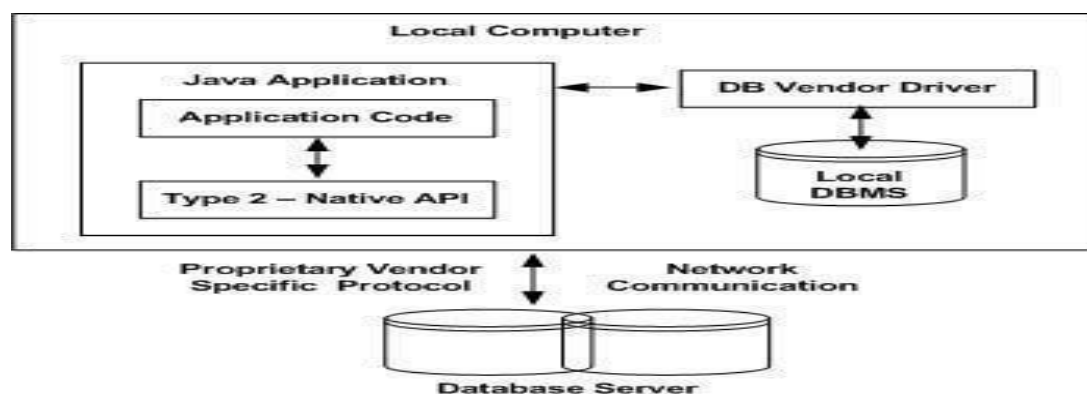 Local Computer
Java Application
Application Code
Type 2 – Native API
DB Vendor Driver
Local
DBMS
Proprietary Vendor
Specific Protocol
Network
Communication
Database Server